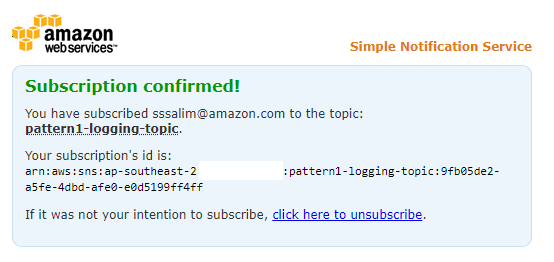 amazon
webservices™
Simple Notification Service
Subscription confirmed!
You have subscribed sssalim@amazon.com to the topic:
pattern1-logging-topic.
Your subscription's id is:
arn:aws:sns:ap-southeast-2 :pattern1-logging-topic:9fb05de2-
a5fe-4dbd-afe0-e0d5199ff4ff
If it was not your intention to subscribe, click here to unsubscribe.